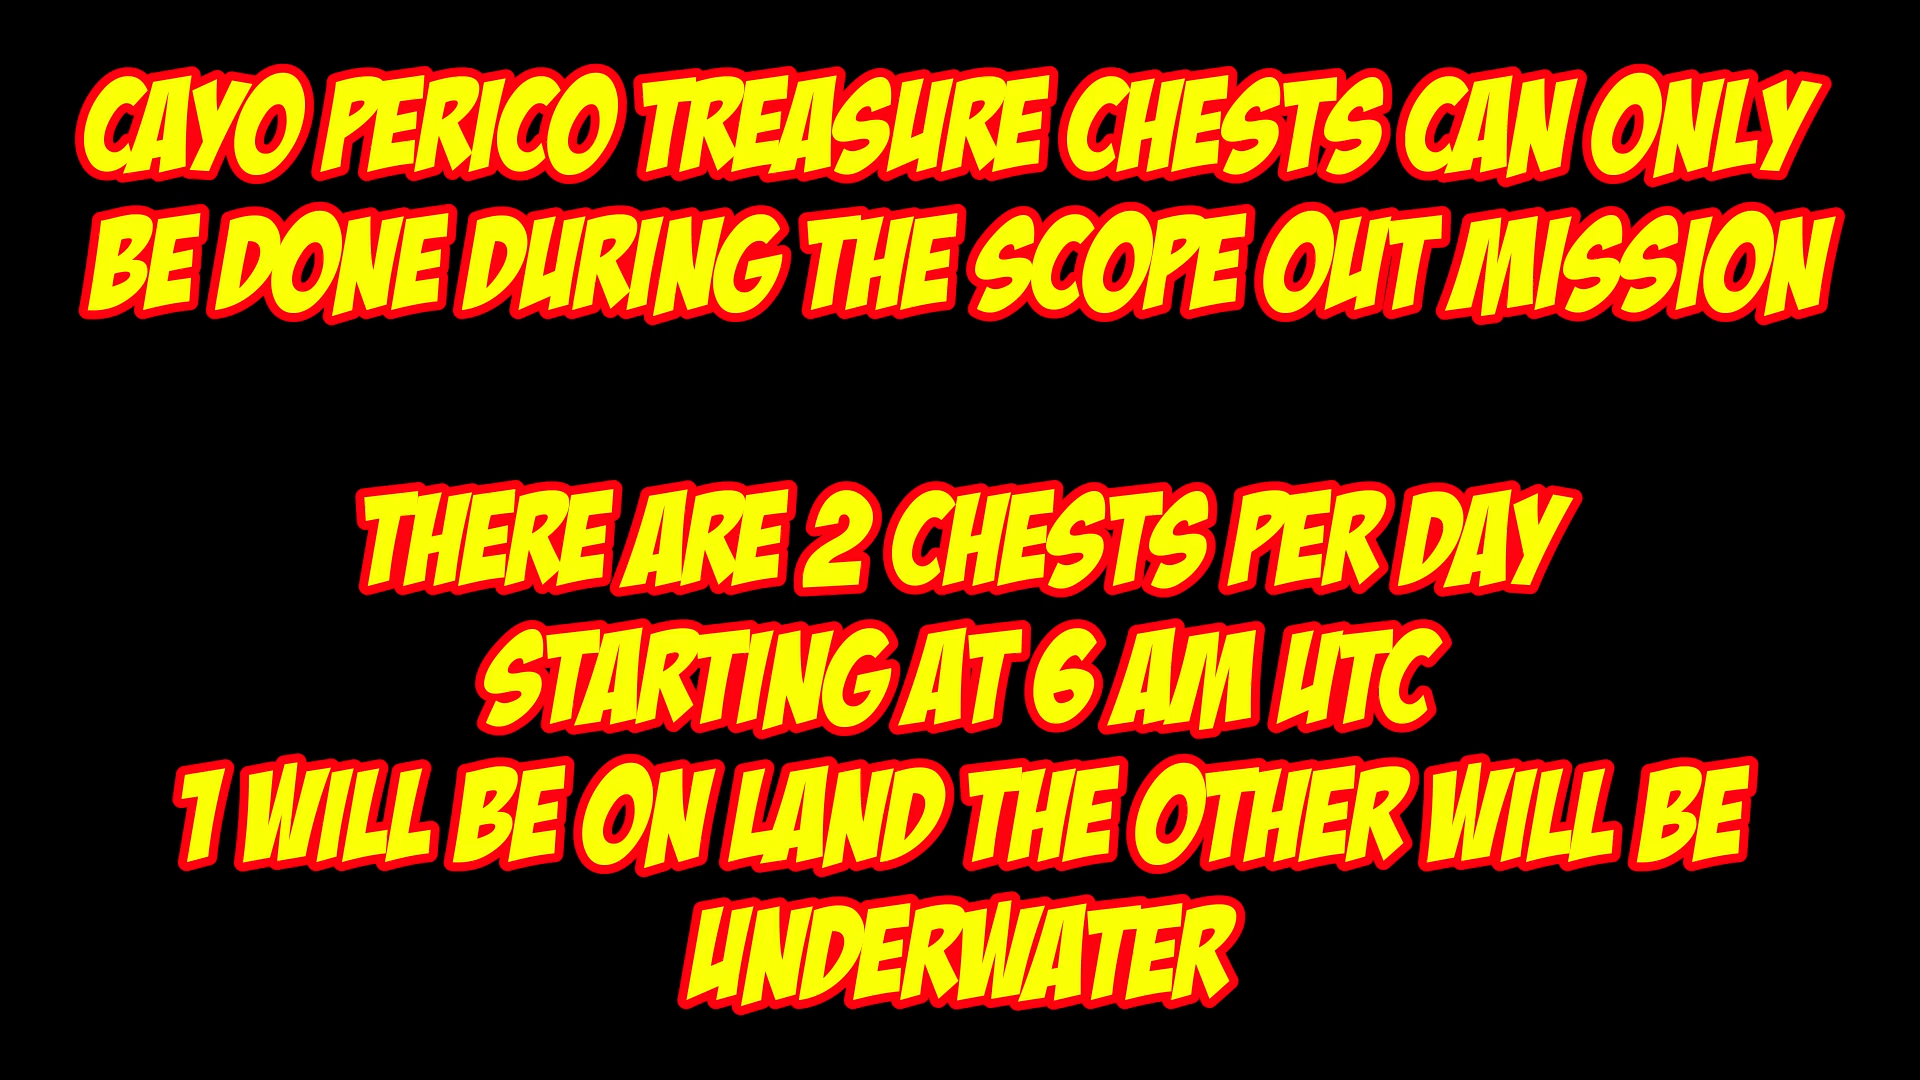 CAYO PERICO TREASURE CHESTS CAN ONLY
BE DONE DURING THE SCOPE OUT MISSION
THERE ARE 2 CHESTS PER DAY
STARTING AT 6 AM UTC
1 WILL BE ON LAND THE OTHER WILL BE
UNDERWATER